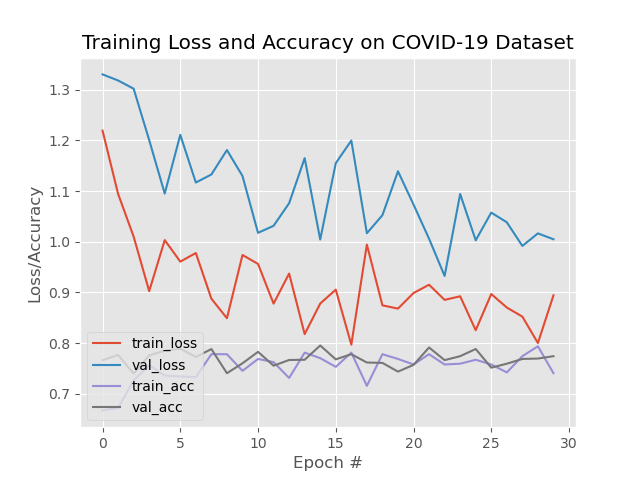 Training Loss and Accuracy on COVID-19 Dataset
1.3
1.2
1.1
1.0
0.9
0.8
0.7
Loss/Accuracy
train_loss
val_loss
train_acc
val_acc
0 5 10 15 20 25 30
Epoch #